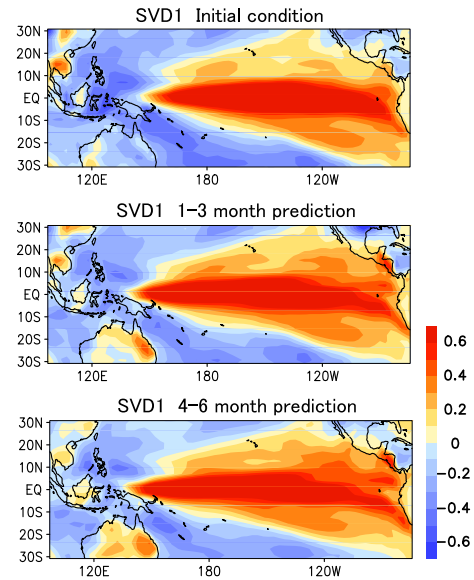 SVD1 Initial condition
30N
20N
10N
EQ
10S
20S
30S
120E 180 120W
SVD1 1-3 month prediction
30N
20N
10N
EQ
10S
20S
30S
120E 180 120W
SVD1 4-6 month prediction
30N
20N
10N
EQ
10S
20S
30S
120E 180 120W
0.6
0.4
0.2
0
-0.2
-0.4
-0.6